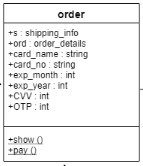 order
+s : shipping_info
+ord : order_details
+card_name : string
+card_no : string
+exp_month : int
+exp_year : int
+CVV : int
+OTP : int
+show ()
+pay ()